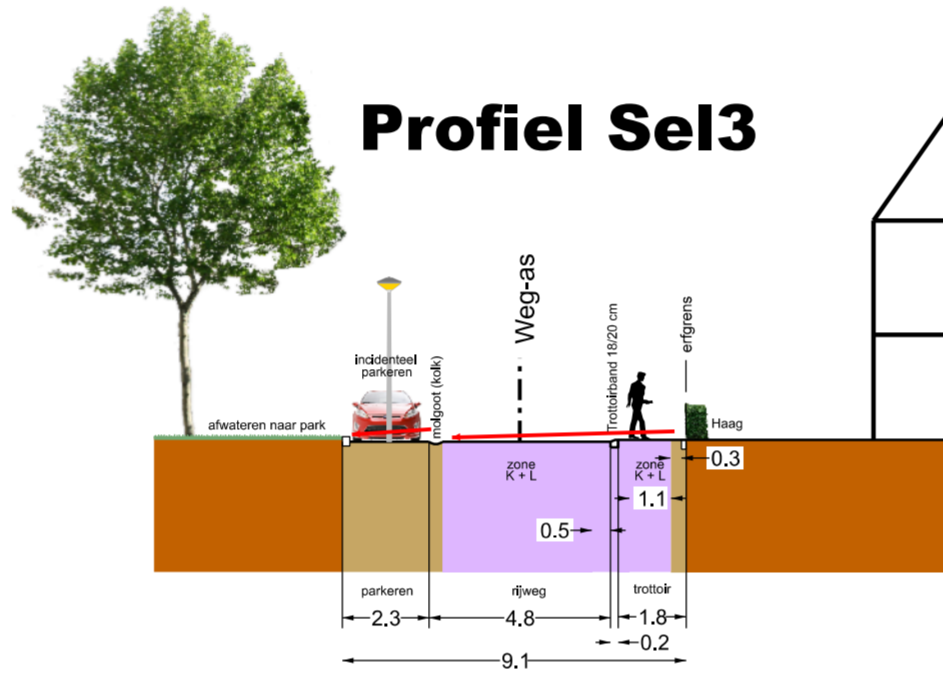 Profiel Sel3
Weg-as
incidenteel
parkeren
molgoot (kolk)
Trottoirband 18/20 cm
erfgrens
afwateren naar park
Haag
zone
K + L
zone
K + L
0.3
1.1
0.5
parkeren
rijweg
trottoir
2.3
4.8
1.8
0.2
9.1